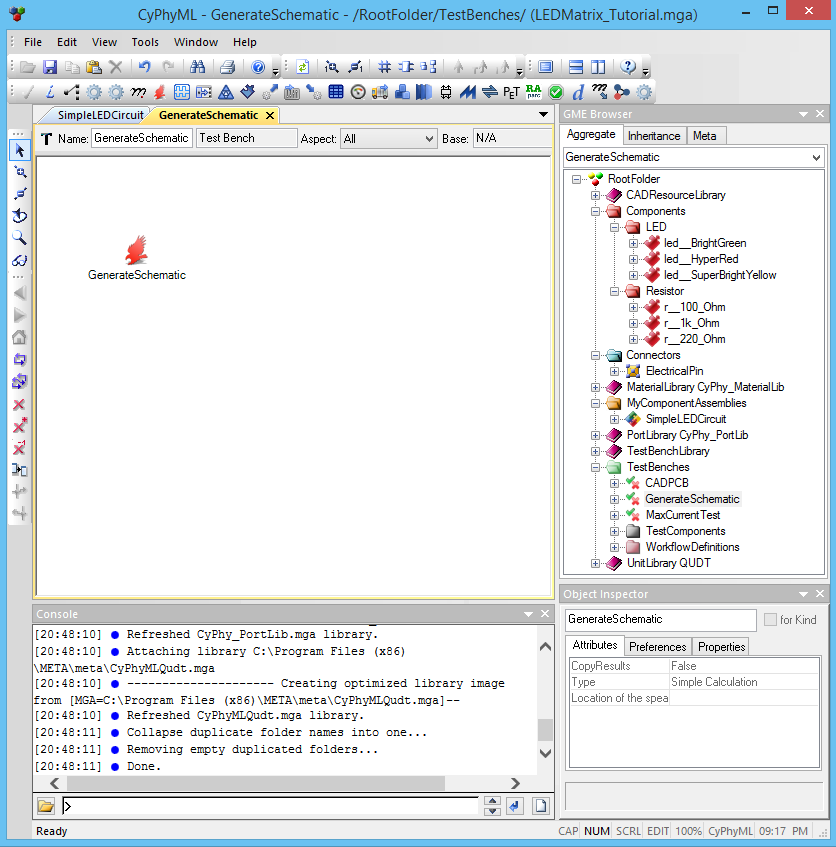 CyPhyML - GenerateSchematic - /RootFolder/TestBenches/ (LEDMatrix_Tutorial.mga)
File Edit View Tools Window Help
PET RA parc d
SimpleLEDCircuit GenerateSchematic
T Name: GenerateSchematic Test Bench Aspect: All Base: N/A
GenerateSchematic
GME Browser
Aggregate Inheritance Meta
GenerateSchematic
RootFolder
CADResourceLibrary
Components
LED
led__BrightGreen
led__HyperRed
led__SuperBrightYellow
Resistor
r__100_Ohm
r__1k_Ohm
r__220_Ohm
Connectors
ElectricalPin
MaterialLibrary CyPhy_MaterialLib
MyComponentAssemblies
SimpleLEDCircuit
PortLibrary CyPhy_PortLib
TestBenchLibrary
TestBenches
CADPCB
GenerateSchematic
MaxCurrentTest
TestComponents
WorkflowDefinitions
UnitLibrary QUDT
Console
[20:48:10] ● Refreshed CyPhy_PortLib.mga library.
[20:48:10] ● Attaching library C:\Program Files (x86)
\META\meta\CyPhyMLQudt.mga
[20:48:10] ● -------------------- Creating optimized library image
from [MGA=C:\Program Files (x86)\META\meta\CyPhyMLQudt.mga]--
[20:48:10] ● Refreshed CyPhyMLQudt.mga library.
[20:48:11] ● Collapse duplicate folder names into one...
[20:48:11] ● Removing empty duplicated folders...
[20:48:11] ● Done.
>
Object Inspector
GenerateSchematic for Kind
Attributes Preferences Properties
CopyResults False
Type Simple Calculation
Location of the spea
Ready
CAP NUM SCRL EDIT 100% CyPhyML 09:17 PM